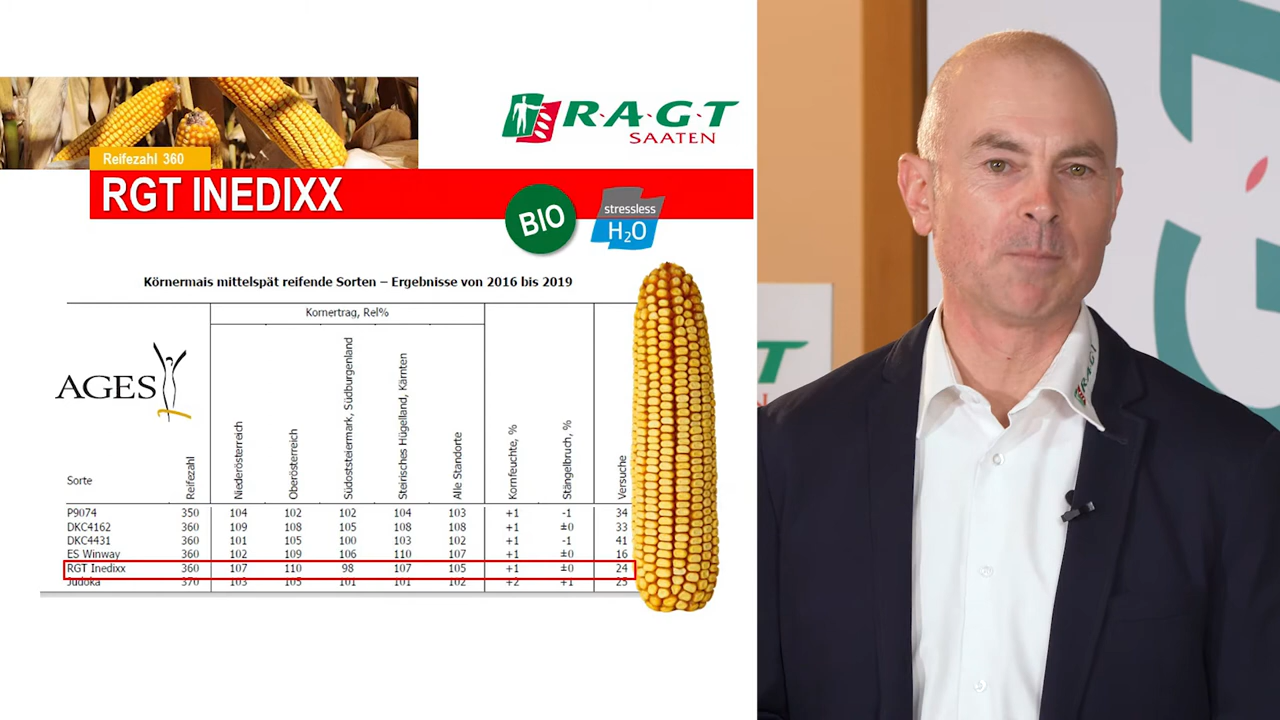 R·A·G·T
SAATEN
Reifezahl 360
RGT INEDIXX
BIO
stressless
H₂O
Körnermais mittelspät reifende Sorten – Ergebnisse von 2016 bis 2019
Kornertrag, Rel%
AGES
Sorte
Reifezahl
Niederösterreich
Oberösterreich
Südoststeiermark, Südburgenland
Steirisches Hügelland, Kärnten
Alle Standorte
Kornfeuchte, %
Stängelbruch, %
Versuche
P9074 350 104 102 102 104 103 +1 -1 34
DKC4162 360 109 108 105 108 108 +1 ±0 33
DKC4431 360 101 105 100 103 102 +1 -1 41
ES Winway 360 102 109 106 110 107 +1 ±0 16
RGT Inedixx 360 107 110 98 107 105 +1 ±0 24
Judoka 370 103 105 101 101 102 +2 +1 25
T
R·A·G·T